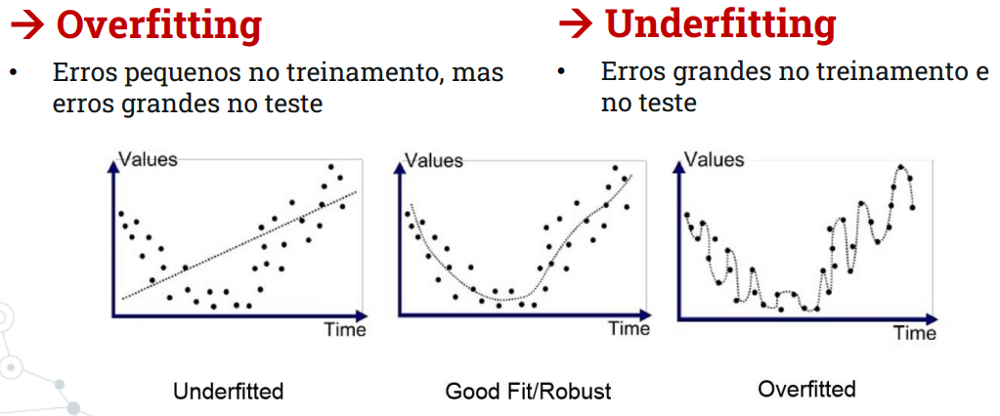 → Overfitting
• Erros pequenos no treinamento, mas
erros grandes no teste
→ Underfitting
• Erros grandes no treinamento e
no teste
Values
Time
Underfitted
Values
Time
Good Fit/Robust
Values
Time
Overfitted